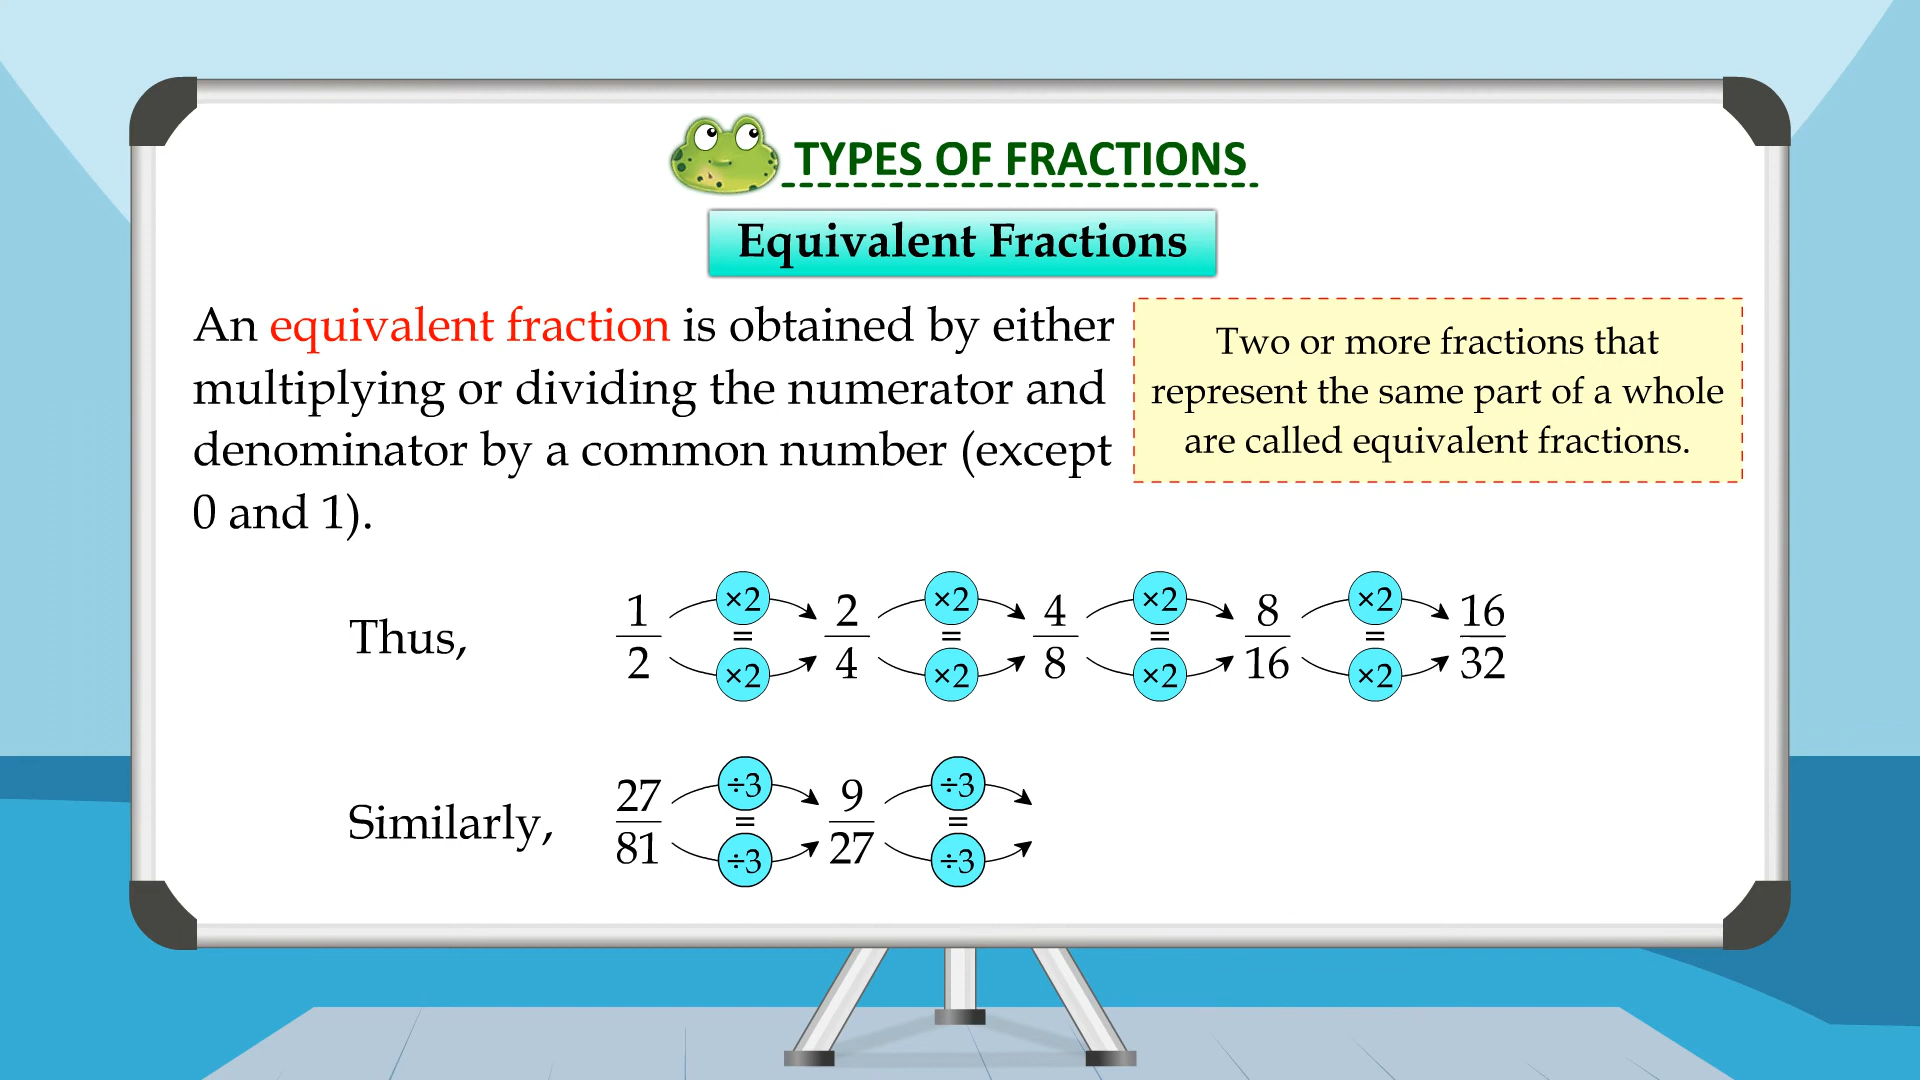 TYPES OF FRACTIONS
Equivalent Fractions
An equivalent fraction is obtained by either
multiplying or dividing the numerator and
denominator by a common number (except
0 and 1).
Two or more fractions that
represent the same part of a whole
are called equivalent fractions.
×2 ×2 ×2 ×2
1 2 4 8 16
Thus, = = = =
2 4 8 16 32
×2 ×2 ×2 ×2
÷3 ÷3
27 9
Similarly, = =
81 27
÷3 ÷3